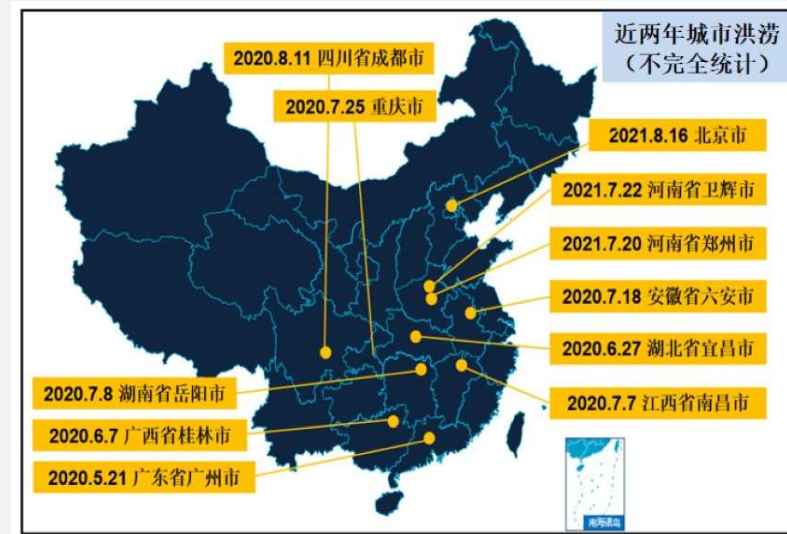 近两年城市洪涝
（不完全统计）
2020.8.11 四川省成都市
2020.7.25 重庆市
2021.8.16 北京市
2021.7.22 河南省卫辉市
2021.7.20 河南省郑州市
2020.7.18 安徽省六安市
2020.6.27 湖北省宜昌市
2020.7.7 江西省南昌市
2020.7.8 湖南省岳阳市
2020.6.7 广西省桂林市
2020.5.21 广东省广州市
南海诸岛